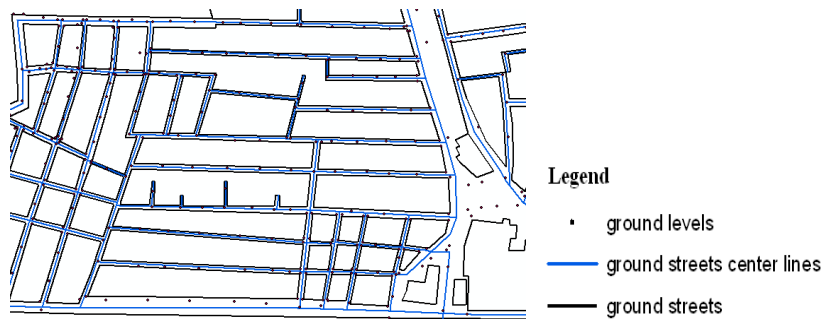 Legend
ground levels
ground streets center lines
ground streets